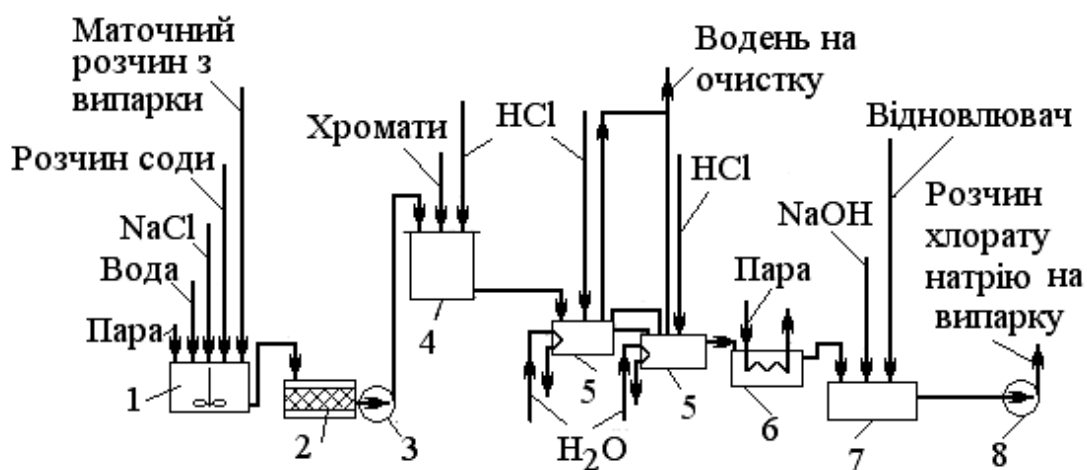 Маточний
розчин з
випарки
Розчин соди
NaCl
Вода
Пара
Хромати
HCl
Водень на
очистку
HCl
Відновлювач
NaOH
Розчин
хлорату
натрію на
випарку
Пара
1
2
3
4
5
5
6
7
8
H₂O